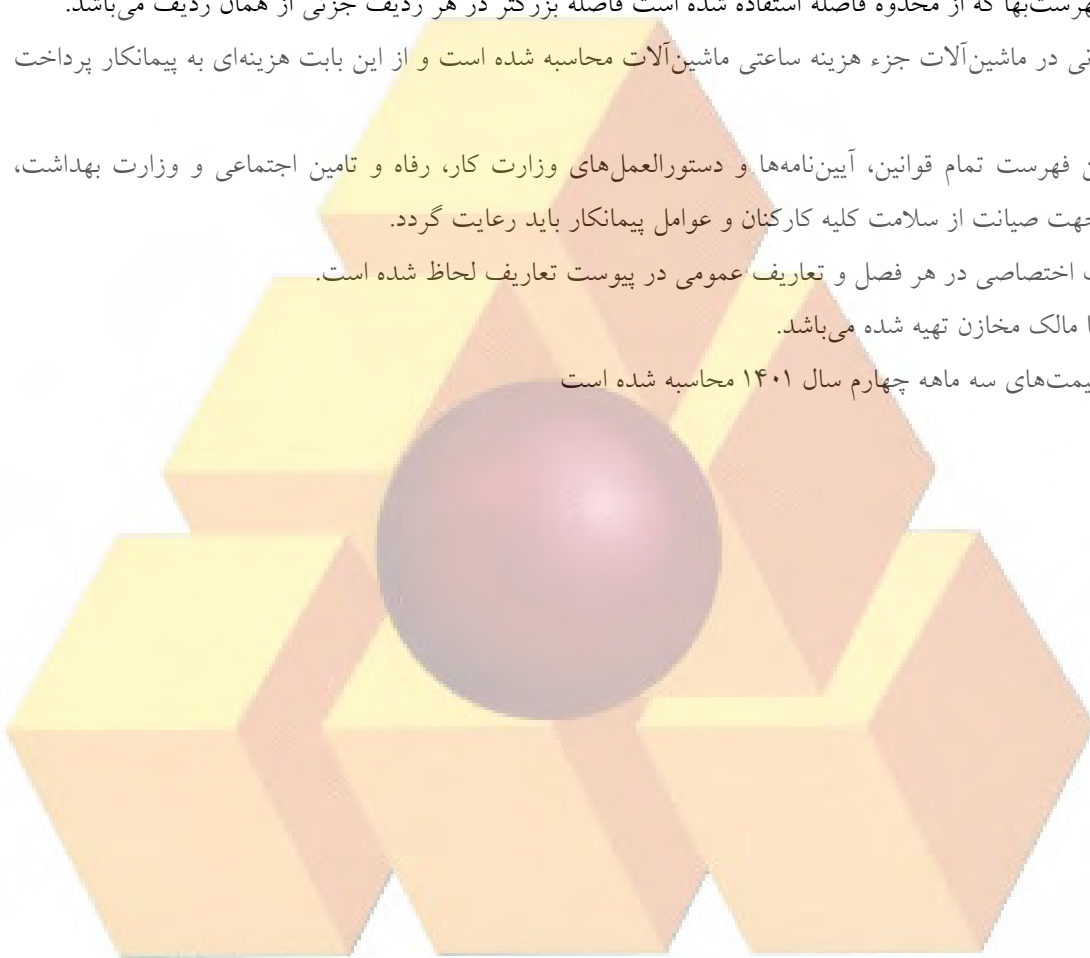 هرست‌بها که از محدوه فاصله استفاده شده است فاصله بزرگتر در هر ردیف جزئی از همان ردیف می‌باشد.
نی در ماشین‌آلات جزء هزینه ساعتی ماشین‌آلات محاسبه شده است و از این بابت هزینه‌ای به پیمانکار پرداخت
فهرست تمام قوانین، آیین‌نامه‌ها و دستورالعمل‌های وزارت کار، رفاه و تامین اجتماعی و وزارت بهداشت،
جهت صیانت از سلامت کلیه کارکنان و عوامل پیمانکار باید رعایت گردد.
اختصاصی در هر فصل و تعاریف عمومی در پیوست تعاریف لحاظ شده است.
ا مالک مخازن تهیه شده می‌باشد.
یمت‌های سه ماهه چهارم سال ۱۴۰۱ محاسبه شده است